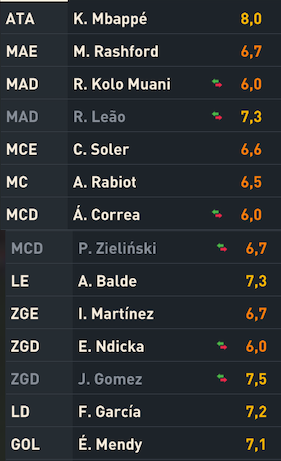 ATA K. Mbappé 8,0
MAE M. Rashford 6,7
MAD R. Kolo Muani 6,0
MAD R. Leão 7,3
MCE C. Soler 6,6
MC A. Rabiot 6,5
MCD Á. Correa 6,0
MCD P. Zieliński 6,7
LE A. Balde 7,3
ZGE I. Martínez 6,7
ZGD E. Ndicka 6,0
ZGD J. Gomez 7,5
LD F. García 7,2
GOL É. Mendy 7,1